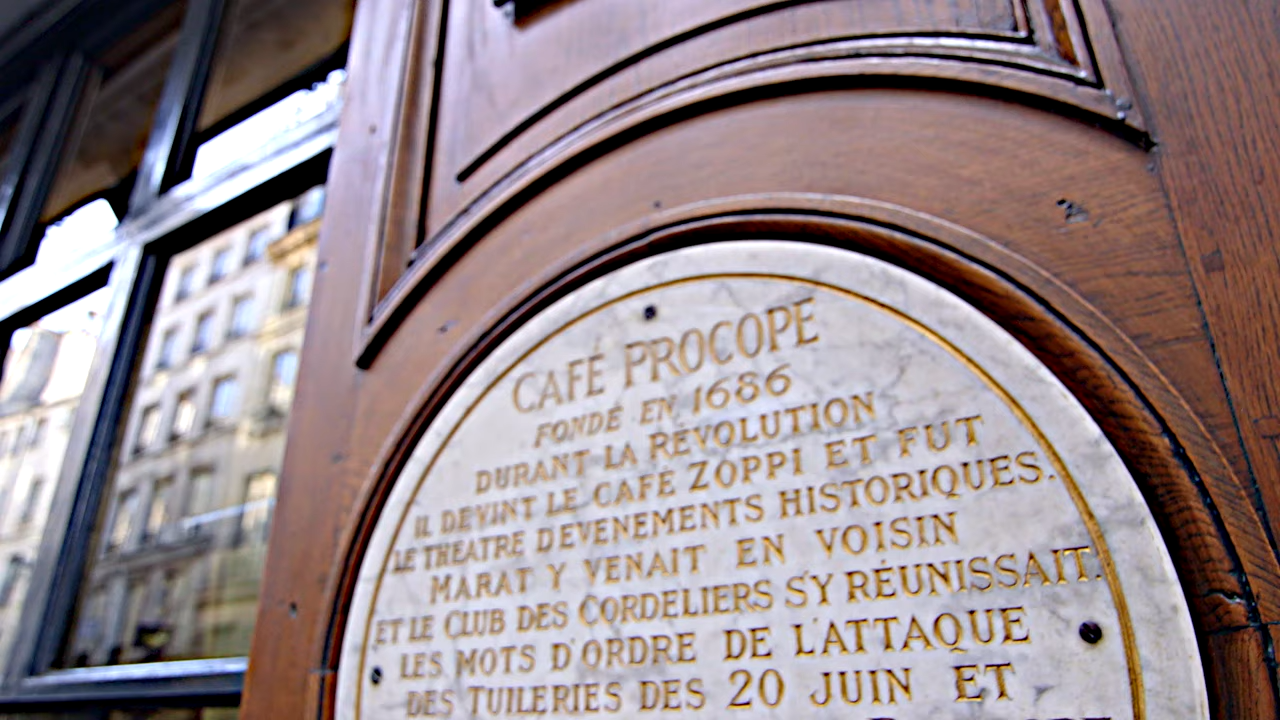 CAFÉ PROCOPE
FONDÉ EN 1686
DURANT LA RÉVOLUTION
IL DEVINT LE CAFÉ ZOPPI ET FUT
LE THEATRE D'EVENEMENTS HISTORIQUES.
MARAT Y VENAIT EN VOISIN
ET LE CLUB DES CORDELIERS S'Y RÉUNISSAIT.
LES MOTS D'ORDRE DE L'ATTAQUE
DES TUILERIES DES 20 JUIN ET